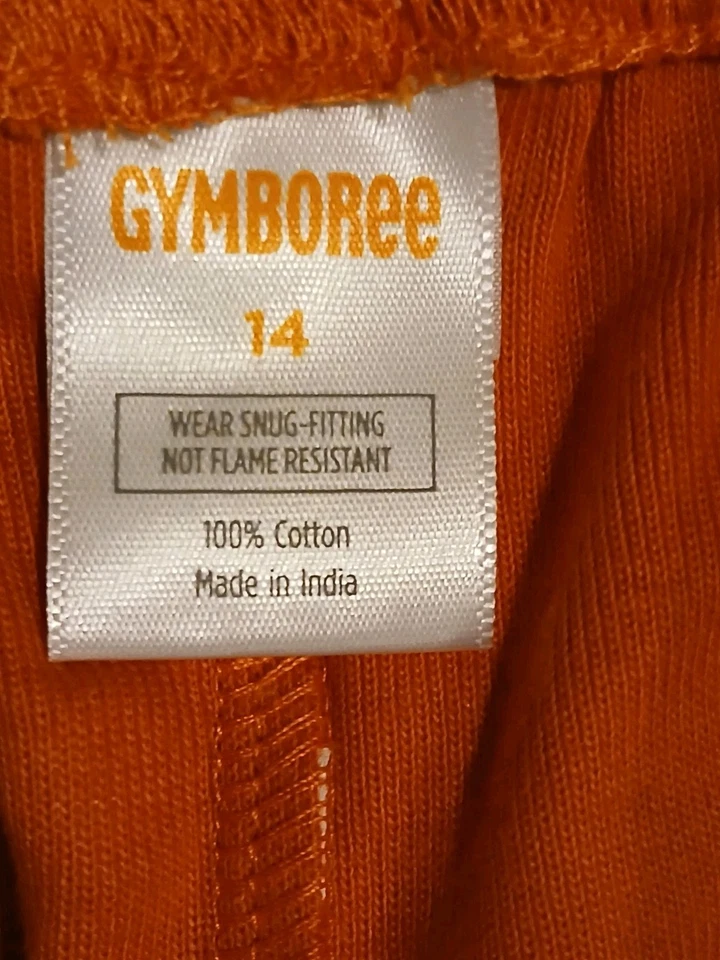 GYMBOREE
14
WEAR SNUG-FITTING
NOT FLAME RESISTANT
100% Cotton
Made in India